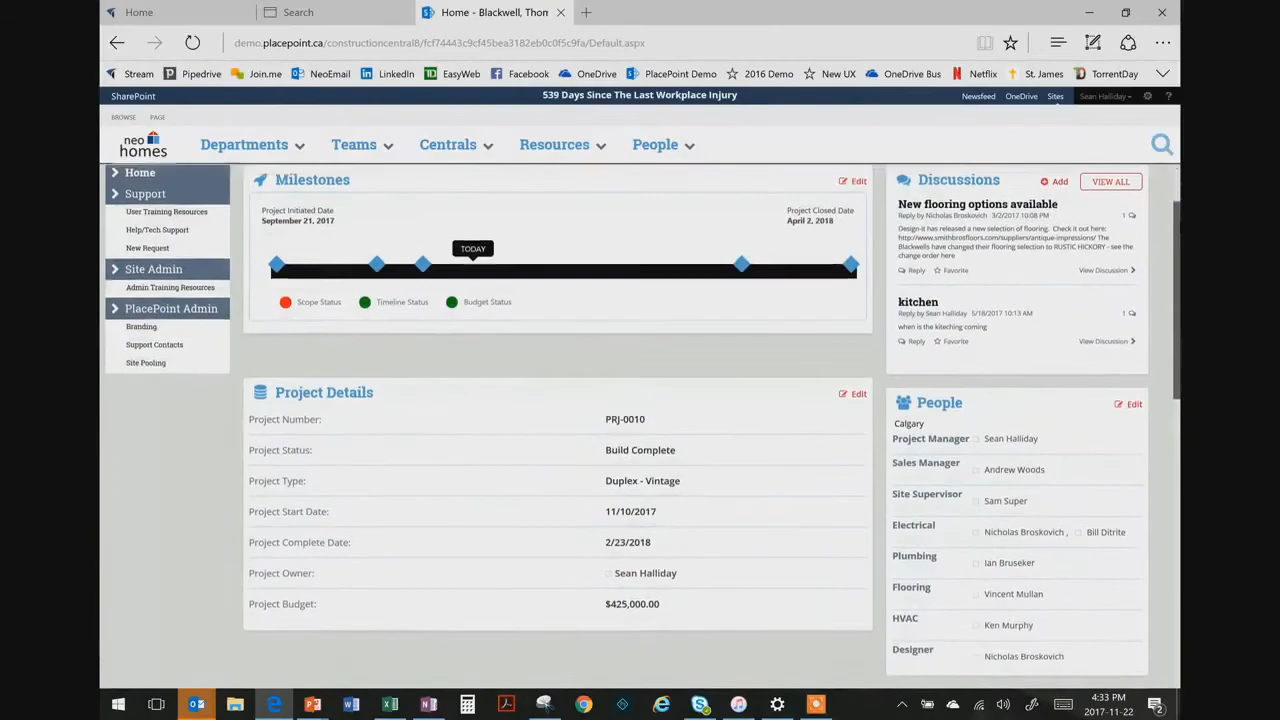 Home
Search
Home - Blackwell, Thom
demo.placepoint.ca/constructioncentral8/fcf74443c9cf45bea3182eb0c0f5c9fa/Default.aspx
Stream Pipedrive Join.me NeoEmail LinkedIn EasyWeb Facebook OneDrive PlacePoint Demo 2016 Demo New UX OneDrive Bus Netflix St. James TorrentDay
SharePoint
539 Days Since The Last Workplace Injury
Newsfeed OneDrive Sites Sean Halliday
BROWSE PAGE
neo
homes
Departments Teams Centrals Resources People
Home
Support
User Training Resources
Help/Tech Support
New Request
Site Admin
Admin Training Resources
PlacePoint Admin
Branding
Support Contacts
Site Pooling
Milestones
Edit
Project Initiated Date
September 21, 2017
Project Closed Date
April 2, 2018
TODAY
Scope Status Timeline Status Budget Status
Project Details
Edit
Project Number: PRJ-0010
Project Status: Build Complete
Project Type: Duplex - Vintage
Project Start Date: 11/10/2017
Project Complete Date: 2/23/2018
Project Owner: Sean Halliday
Project Budget: $425,000.00
Discussions
Add
VIEW ALL
New flooring options available
Reply by Nicholas Broskovich 3/2/2017 10:08 PM 1
Design-it has released a new selection of flooring. Check it out here:
http://www.smithbrosfloors.com/suppliers/antique-impressions/ The
Blackwells have changed their flooring selection to RUSTIC HICKORY - see the
change order here
Reply Favorite View Discussion
kitchen
Reply by Sean Halliday 5/18/2017 10:13 AM 1
when is the kiteching coming
Reply Favorite View Discussion
People
Edit
Calgary
Project Manager Sean Halliday
Sales Manager Andrew Woods
Site Supervisor Sam Super
Electrical Nicholas Broskovich , Bill Ditrite
Plumbing Ian Bruseker
Flooring Vincent Mullan
HVAC Ken Murphy
Designer Nicholas Broskovich
4:33 PM
2017-11-22
2